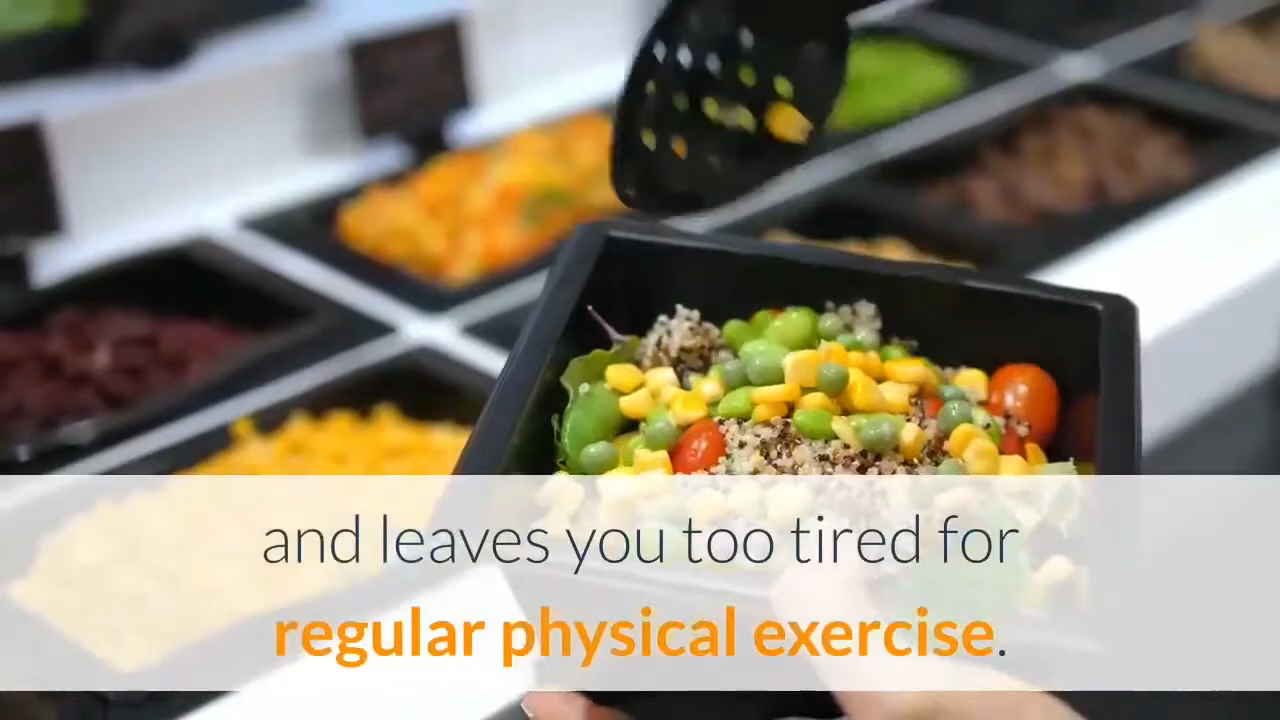 and leaves you too tired for
regular physical exercise.